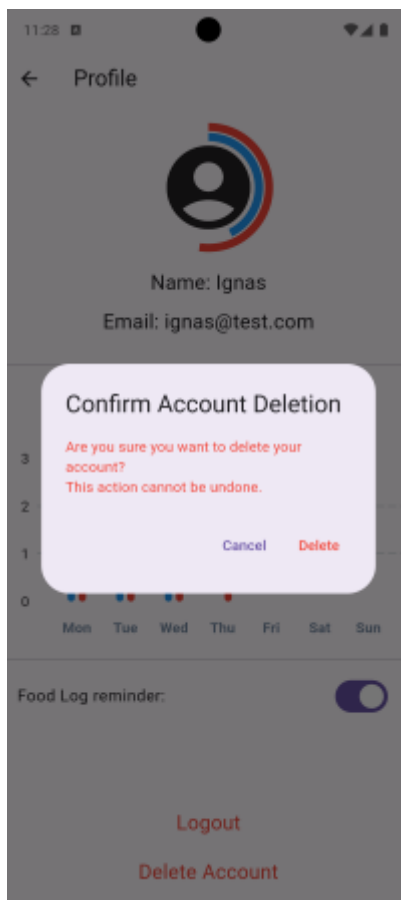 11:28
Profile
Name: Ignas
Email: ignas@test.com
Confirm Account Deletion
Are you sure you want to delete your
account?
This action cannot be undone.
Cancel Delete
3
2
1
0
Mon Tue Wed Thu Fri Sat Sun
Food Log reminder:
Logout
Delete Account